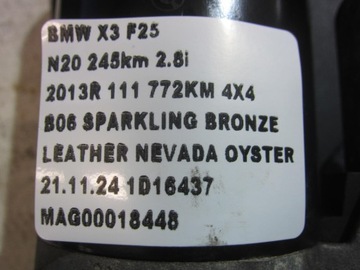 BMW X3 F25
N20 245km 2.8i
2013R 111 772KM 4X4
B06 SPARKLING BRONZE
LEATHER NEVADA OYSTER
21.11.24 1D16437
MAG00018448